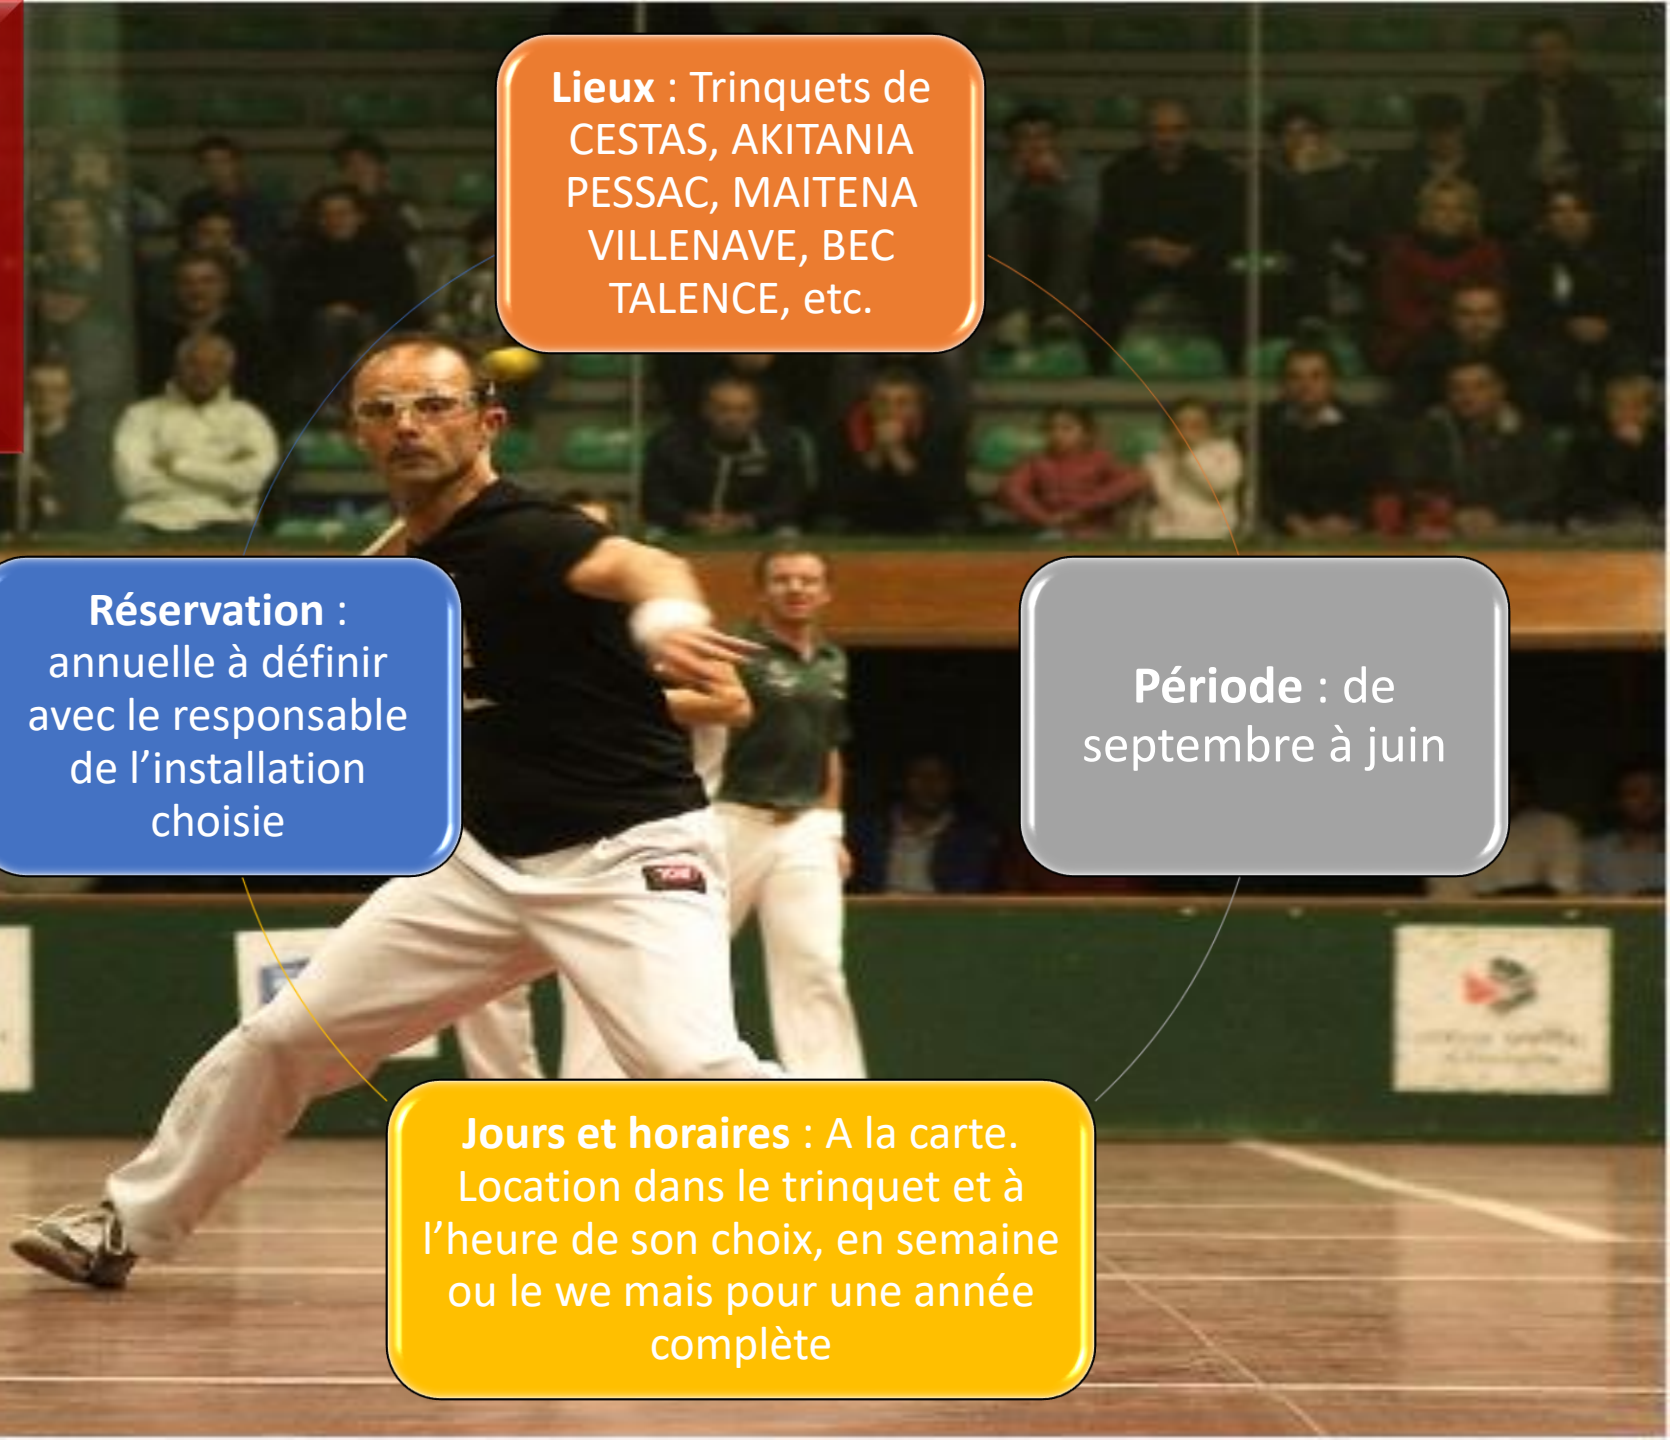 Lieux : Trinquets de
CESTAS, AKITANIA
PESSAC, MAITENA
VILLENAVE, BEC
TALENCE, etc.
Réservation :
annuelle à définir
avec le responsable
de l’installation
choisie
Période : de
septembre à juin
Jours et horaires : A la carte.
Location dans le trinquet et à
l’heure de son choix, en semaine
ou le we mais pour une année
complète